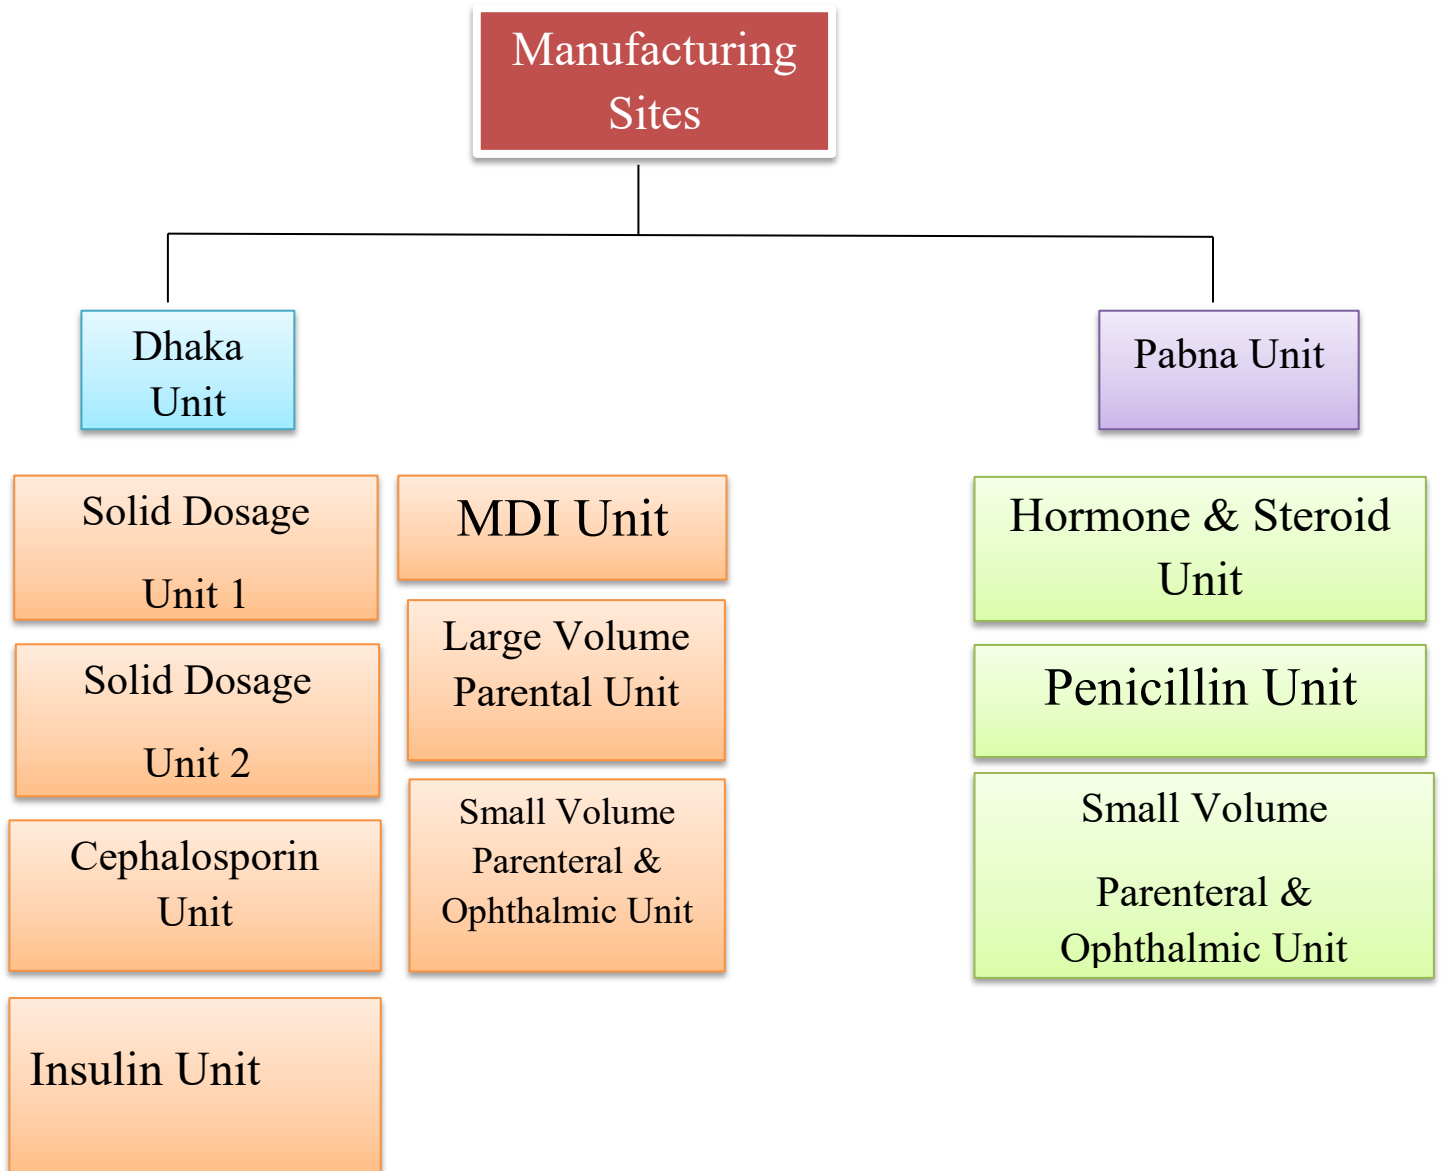 Manufacturing
Sites
Dhaka
Unit
Pabna Unit
Solid Dosage
Unit 1
Solid Dosage
Unit 2
Cephalosporin
Unit
Insulin Unit
MDI Unit
Large Volume
Parental Unit
Small Volume
Parenteral &
Ophthalmic Unit
Hormone & Steroid
Unit
Penicillin Unit
Small Volume
Parenteral &
Ophthalmic Unit